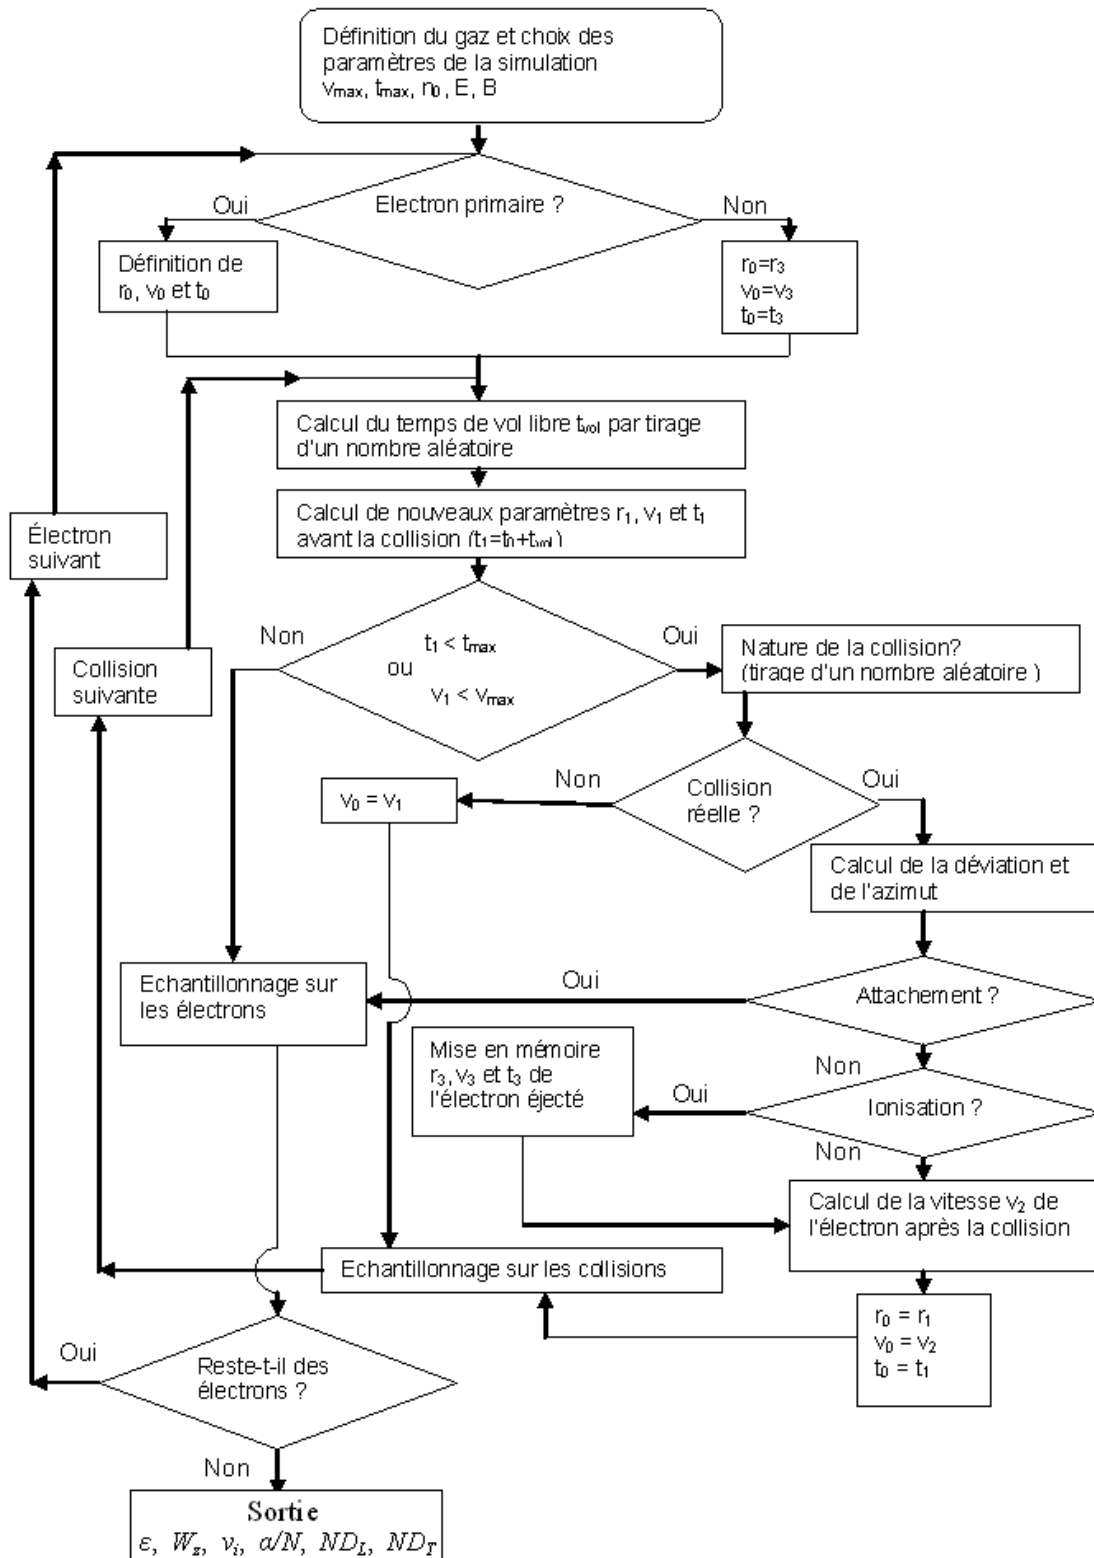 Définition du gaz et choix des
paramètres de la simulation
vmax, tmax, n0, E, B
Electron primaire ?
Oui
Non
Définition de
r0, v0 et t0
r0=r3
v0=v3
t0=t3
Calcul du temps de vol libre tvol par tirage
d'un nombre aléatoire
Calcul de nouveaux paramètres r1, v1 et t1
avant la collision (t1=t0+tvol)
Électron
suivant
Non
t1 < tmax
ou
v1 < vmax
Oui
Nature de la collision?
(tirage d'un nombre aléatoire )
Collision
suivante
v0 = v1
Non
Collision
réelle ?
Oui
Calcul de la déviation et
de l'azimut
Echantillonnage sur
les électrons
Oui
Attachement ?
Non
Mise en mémoire
r3, v3 et t3 de
l'électron éjecté
Oui
Ionisation ?
Non
Calcul de la vitesse v2 de
l'électron après la collision
Echantillonnage sur les collisions
r0 = r1
v0 = v2
t0 = t1
Oui
Reste-t-il des
électrons ?
Non
Sortie
ε, Wz, νi, α/N, NDL, NDT